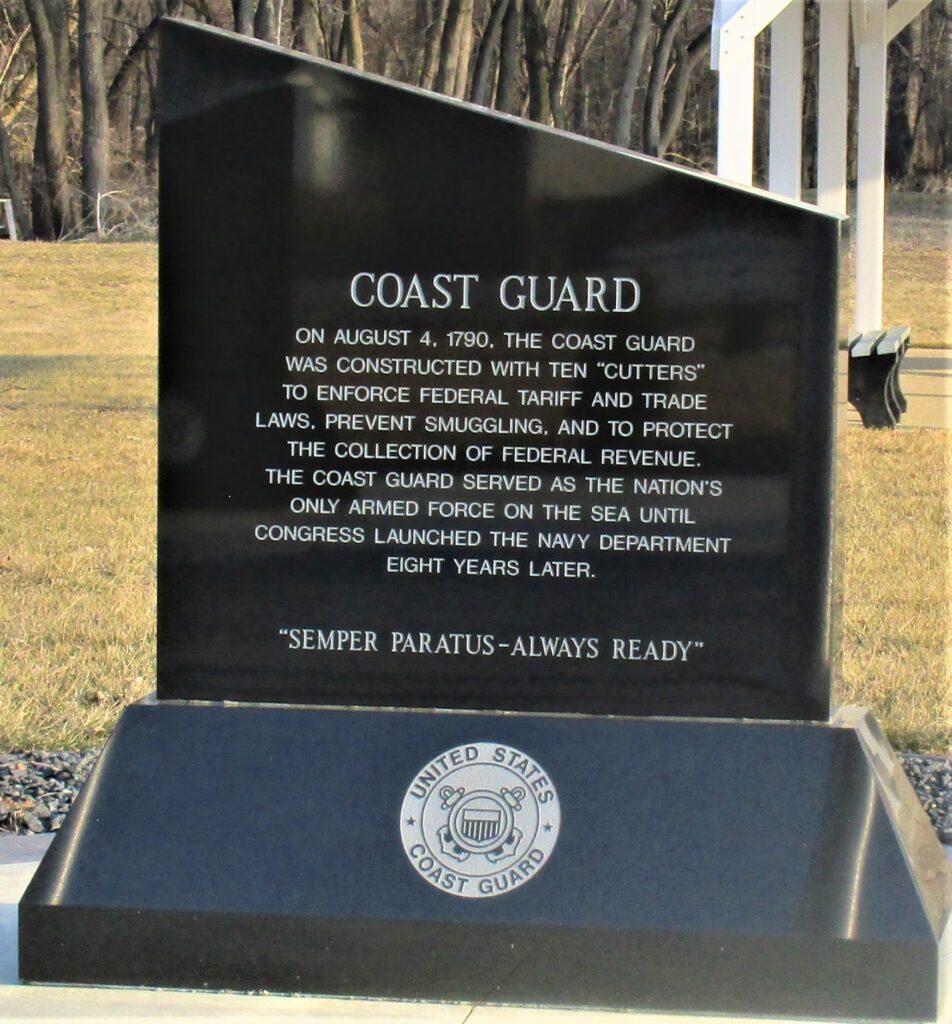 COAST GUARD
ON AUGUST 4, 1790, THE COAST GUARD
WAS CONSTRUCTED WITH TEN "CUTTERS"
TO ENFORCE FEDERAL TARIFF AND TRADE
LAWS, PREVENT SMUGGLING, AND TO PROTECT
THE COLLECTION OF FEDERAL REVENUE.
THE COAST GUARD SERVED AS THE NATION'S
ONLY ARMED FORCE ON THE SEA UNTIL
CONGRESS LAUNCHED THE NAVY DEPARTMENT
EIGHT YEARS LATER.
"SEMPER PARATUS-ALWAYS READY"
UNITED STATES
COAST GUARD